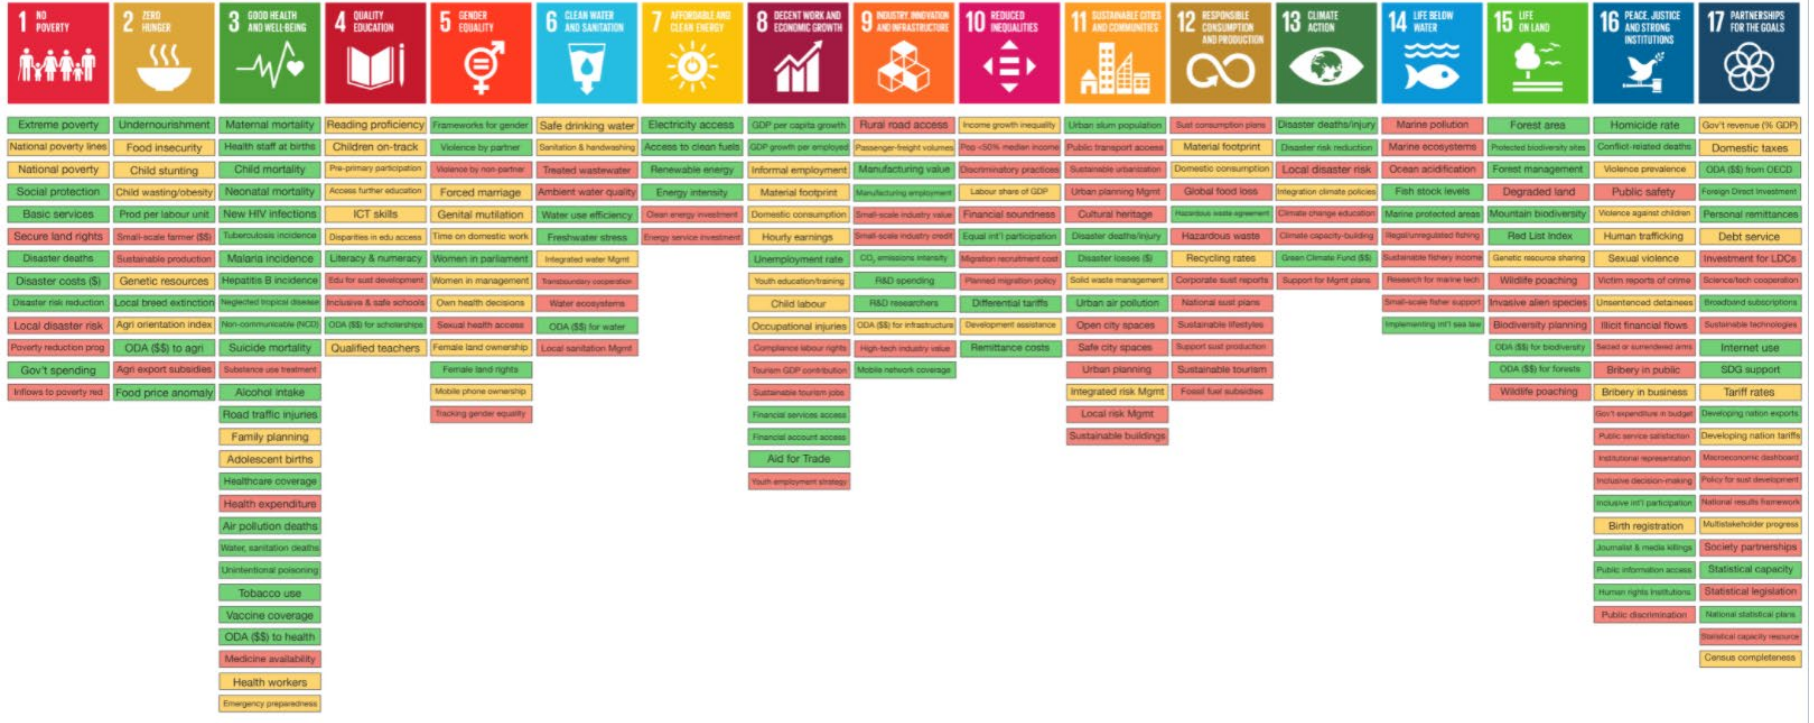 1 NO
POVERTY
Extreme poverty
National poverty lines
National poverty
Social protection
Basic services
Secure land rights
Disaster deaths
Disaster costs ($)
Disaster risk reduction
Local disaster risk
Poverty reduction prog
Gov't spending
Inflows to poverty red
2 ZERO
HUNGER
Undernourishment
Food insecurity
Child stunting
Child wasting/obesity
Prod per labour unit
Small-scale farmer ($$)
Sustainable production
Genetic resources
Local breed extinction
Agri orientation index
ODA ($$) to agri
Agri export subsidies
Food price anomaly
3 GOOD HEALTH
AND WELL-BEING
Maternal mortality
Health staff at births
Child mortality
Neonatal mortality
New HIV infections
Tuberculosis incidence
Malaria incidence
Hepatitis B incidence
Neglected tropical disease
Non-communicable (NCD)
Suicide mortality
Substance use treatment
Alcohol intake
Road traffic injuries
Family planning
Adolescent births
Healthcare coverage
Health expenditure
Air pollution deaths
Water, sanitation deaths
Unintentional poisoning
Tobacco use
Vaccine coverage
ODA ($$) to health
Medicine availability
Health workers
Emergency preparedness
4 QUALITY
EDUCATION
Reading proficiency
Children on-track
Pre-primary participation
Access further education
ICT skills
Disparities in edu access
Literacy & numeracy
Edu for sust development
Inclusive & safe schools
ODA ($$) for scholarships
Qualified teachers
5 GENDER
EQUALITY
Frameworks for gender
Violence by partner
Violence by non-partner
Forced marriage
Genital mutilation
Time on domestic work
Women in parliament
Women in management
Own health decisions
Sexual health access
Female land ownership
Female land rights
Mobile phone ownership
Tracking gender equality
6 CLEAN WATER
AND SANITATION
Safe drinking water
Sanitation & handwashing
Treated wastewater
Ambient water quality
Water use efficiency
Freshwater stress
Integrated water Mgmt
Transboundary cooperation
Water ecosystems
ODA ($$) for water
Local sanitation Mgmt
7 AFFORDABLE AND
CLEAN ENERGY
Electricity access
Access to clean fuels
Renewable energy
Energy intensity
Clean energy investment
Energy service investment
8 DECENT WORK AND
ECONOMIC GROWTH
GDP per capita growth
GDP growth per employed
Informal employment
Material footprint
Domestic consumption
Hourly earnings
Unemployment rate
Youth education/training
Child labour
Occupational injuries
Compliance labour rights
Tourism GDP contribution
Sustainable tourism jobs
Financial services access
Financial account access
Aid for Trade
Youth employment strategy
9 INDUSTRY, INNOVATION
AND INFRASTRUCTURE
Rural road access
Passenger-freight volumes
Manufacturing value
Manufacturing employment
Small-scale industry value
Small-scale industry credit
CO2 emissions intensity
R&D spending
R&D researchers
ODA ($$) for infrastructure
High-tech industry value
Mobile network coverage
10 REDUCED
INEQUALITIES
Income growth inequality
Pop <50% median income
Discriminatory practices
Labour share of GDP
Financial soundness
Equal int'l participation
Migration recruitment cost
Planned migration policy
Differential tariffs
Development assistance
Remittance costs
11 SUSTAINABLE CITIES
AND COMMUNITIES
Urban slum population
Public transport access
Sustainable urbanization
Urban planning Mgmt
Cultural heritage
Disaster deaths/injury
Disaster losses ($)
Solid waste management
Urban air pollution
Open city spaces
Safe city spaces
Urban planning
Integrated risk Mgmt
Local risk Mgmt
Sustainable buildings
12 RESPONSIBLE
CONSUMPTION
AND PRODUCTION
Sust consumption plans
Material footprint
Domestic consumption
Global food loss
Hazardous waste agreement
Hazardous waste
Recycling rates
Corporate sust reports
National sust plans
Sustainable lifestyles
Support sust production
Sustainable tourism
Fossil fuel subsidies
13 CLIMATE
ACTION
Disaster deaths/injury
Disaster risk reduction
Local disaster risk
Integration climate policies
Climate change education
Climate capacity-building
Green Climate Fund ($$)
Support for Mgmt plans
14 LIFE BELOW
WATER
Marine pollution
Marine ecosystems
Ocean acidification
Fish stock levels
Marine protected areas
Illegal/unregulated fishing
Sustainable fishery income
Research for marine tech
Small-scale fisher support
Implementing int'l sea law
15 LIFE
ON LAND
Forest area
Protected biodiversity sites
Forest management
Degraded land
Mountain biodiversity
Red List Index
Genetic resource sharing
Wildlife poaching
Invasive alien species
Biodiversity planning
ODA ($$) for biodiversity
ODA ($$) for forests
Wildlife poaching
16 PEACE, JUSTICE
AND STRONG
INSTITUTIONS
Homicide rate
Conflict-related deaths
Violence prevalence
Public safety
Violence against children
Human trafficking
Sexual violence
Victim reports of crime
Unsentenced detainees
Illicit financial flows
Seized or surrendered arms
Bribery in public
Bribery in business
Gov't expenditure in budget
Public service satisfaction
Institutional representation
Inclusive decision-making
Inclusive int'l participation
Birth registration
Journalist & media killings
Public information access
Human rights Institutions
Public discrimination
17 PARTNERSHIPS
FOR THE GOALS
Gov't revenue (% GDP)
Domestic taxes
ODA ($$) from OECD
Foreign Direct Investment
Personal remittances
Debt service
Investment for LDCs
Science/tech cooperation
Broadband subscriptions
Sustainable technologies
Internet use
SDG support
Tariff rates
Developing nation exports
Developing nation tariffs
Macroeconomic dashboard
Policy for sust development
National results framework
Multistakeholder progress
Society partnerships
Statistical capacity
Statistical legislation
National statistical plans
Statistical capacity resource
Census completeness